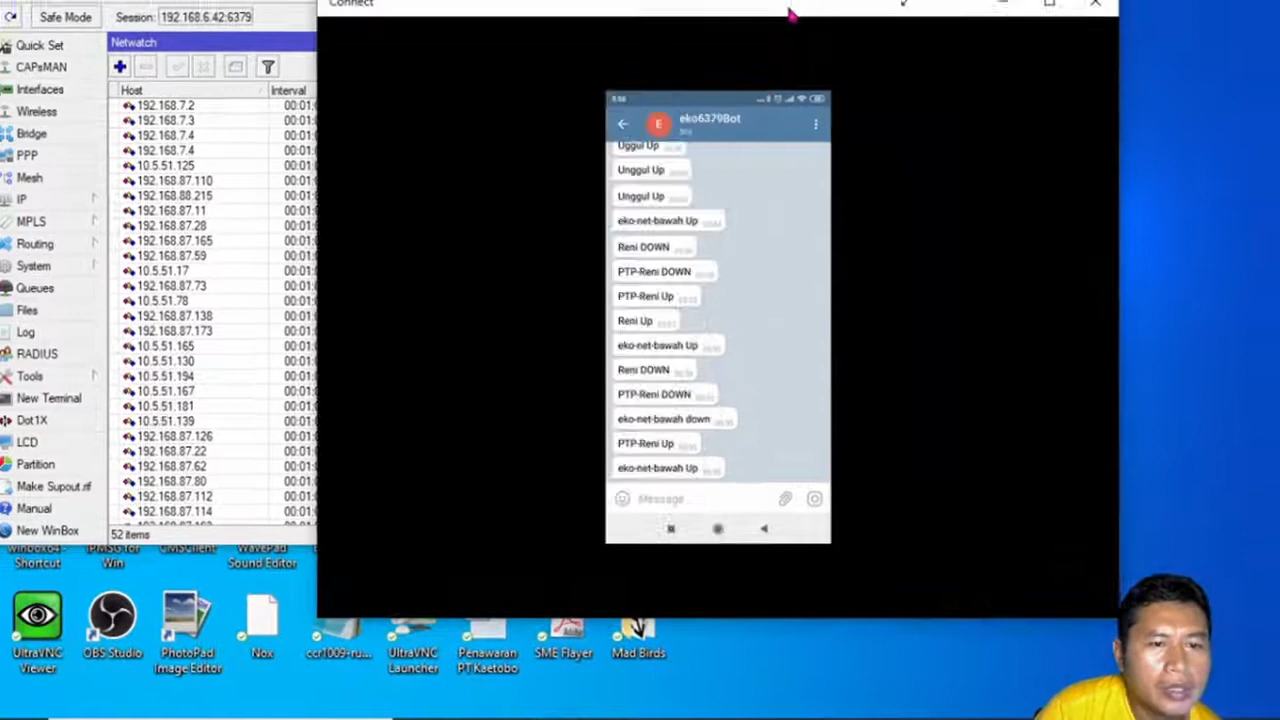 Safe Mode
Session: 192.168.6.42:6379
Connect
Quick Set
CAPsMAN
Interfaces
Wireless
Bridge
PPP
Mesh
IP
MPLS
Routing
System
Queues
Files
Log
RADIUS
Tools
New Terminal
Dot1X
LCD
Partition
Make Supout.rif
Manual
New WinBox
Netwatch
Host
Interval
192.168.7.2
192.168.7.3
192.168.7.4
192.168.7.4
10.5.51.125
192.168.87.110
192.168.88.215
192.168.87.11
192.168.87.28
192.168.87.165
192.168.87.59
10.5.51.17
192.168.87.73
10.5.51.78
192.168.87.138
192.168.87.173
10.5.51.165
10.5.51.130
10.5.51.194
10.5.51.167
10.5.51.181
10.5.51.139
192.168.87.126
192.168.87.22
192.168.87.62
192.168.87.80
192.168.87.112
192.168.87.114
52 items
E
eko6379Bot
Uggul Up
Unggul Up
Unggul Up
eko-net-bawah Up
Reni DOWN
PTP-Reni DOWN
PTP-Reni Up
Reni Up
eko-net-bawah Up
Reni DOWN
PTP-Reni DOWN
eko-net-bawah down
PTP-Reni Up
eko-net-bawah Up
Message
winbox64 - Shortcut
IPMSG for Win
CMSClient
WavePad Sound Editor
UltraVNC Viewer
OBS Studio
PhotoPad Image Editor
Nox
ccr1009-ru...
UltraVNC Launcher
Penawaran PT Kaetobo
SME Flayer
Mad Birds